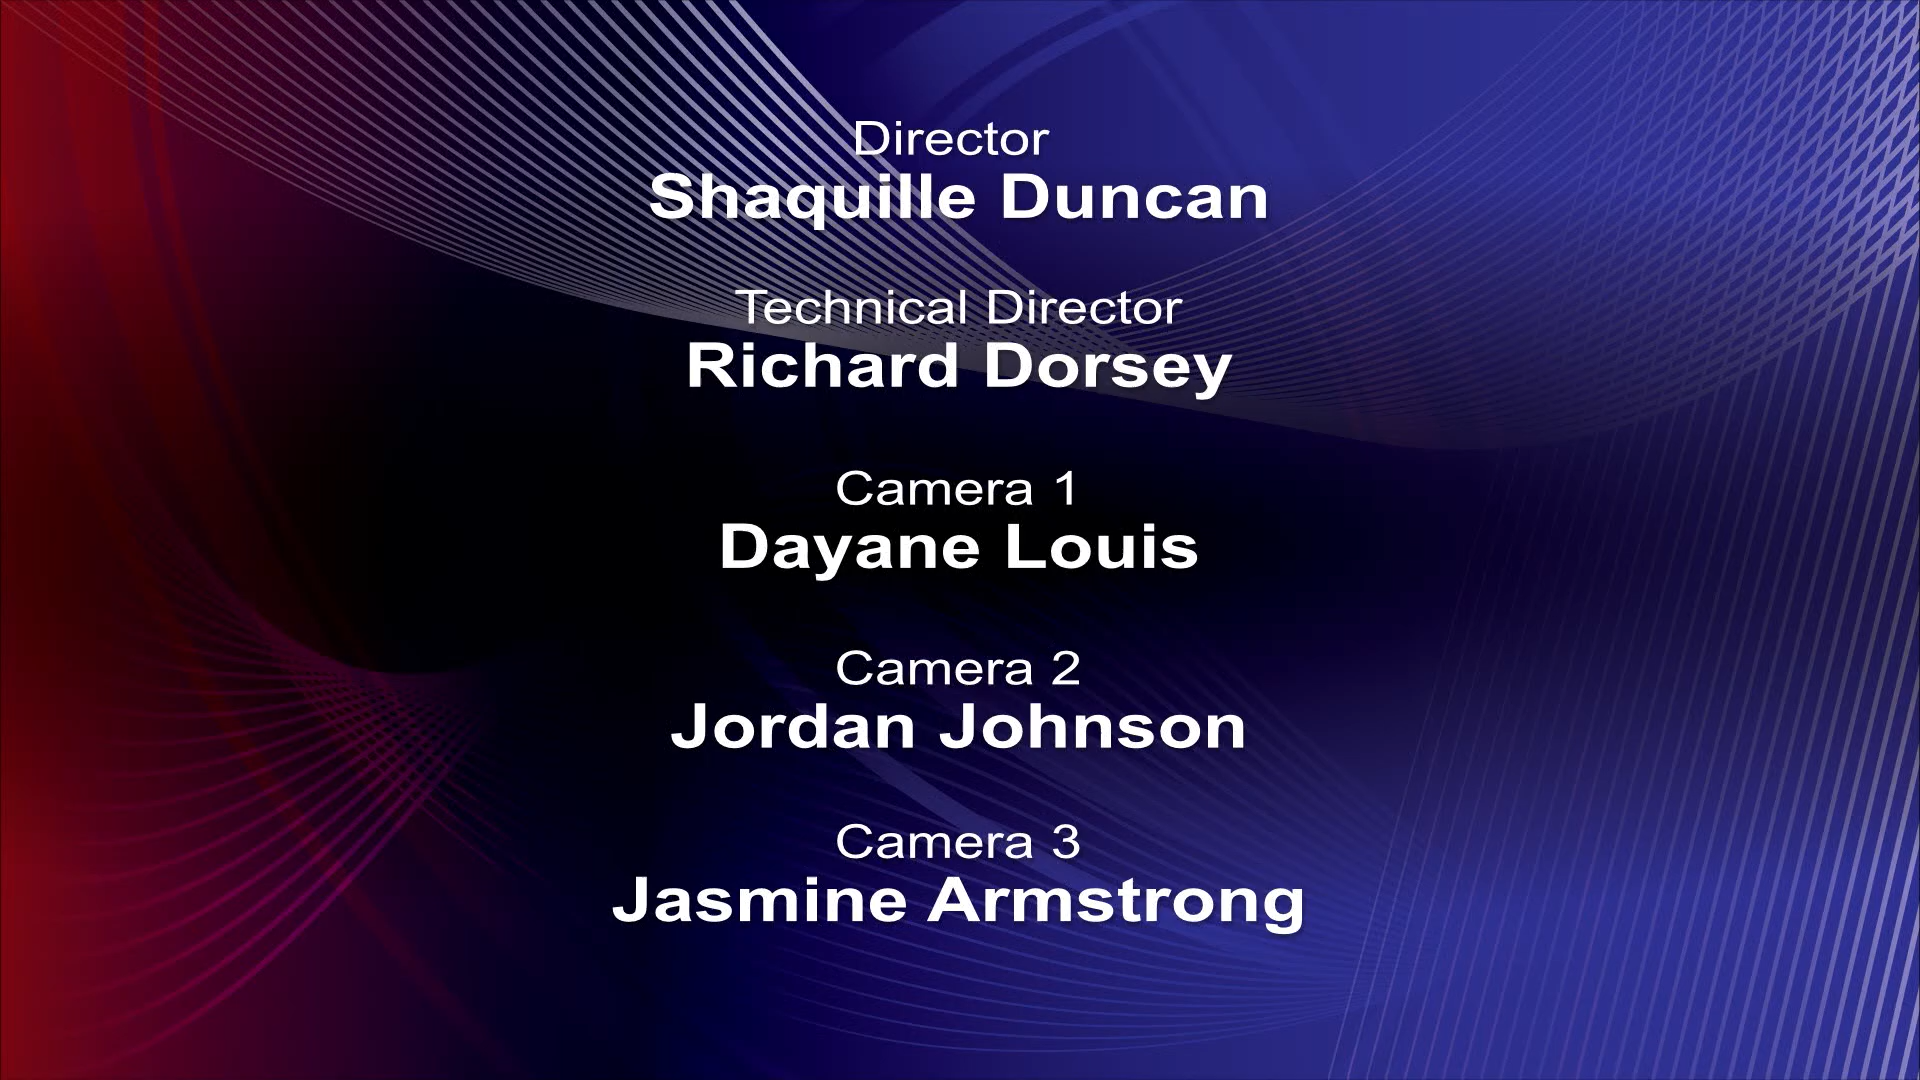 Director
Shaquille Duncan
Technical Director
Richard Dorsey
Camera 1
Dayane Louis
Camera 2
Jordan Johnson
Camera 3
Jasmine Armstrong